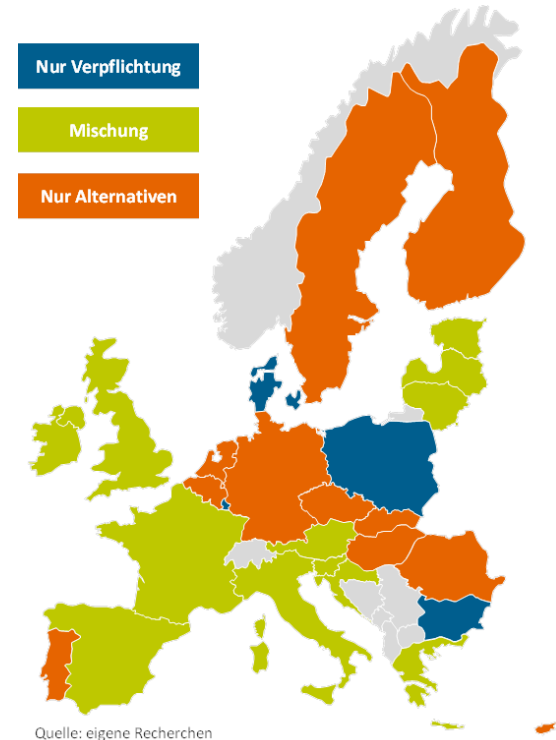 Nur Verpflichtung
Mischung
Nur Alternativen
Quelle: eigene Recherchen